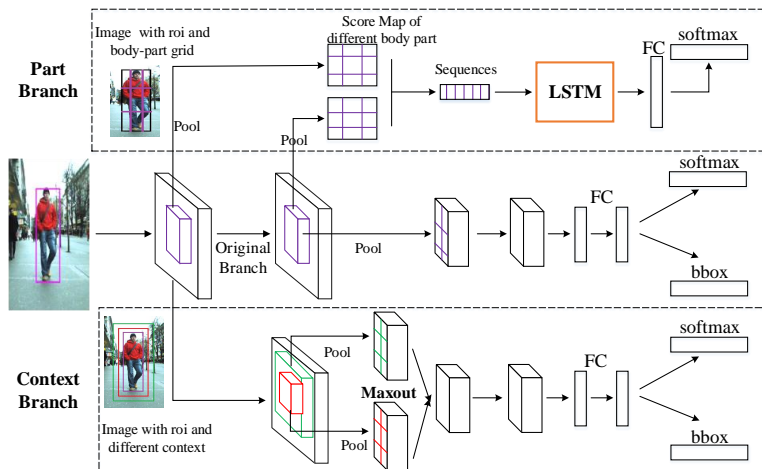 Image with roi and
body-part grid
Score Map of
different body part
Part
Branch
Pool
Pool
Sequences
LSTM
FC
softmax
Original
Branch
Pool
FC
softmax
bbox
Context
Branch
Image with roi and
different context
Pool
Pool
Maxout
FC
softmax
bbox